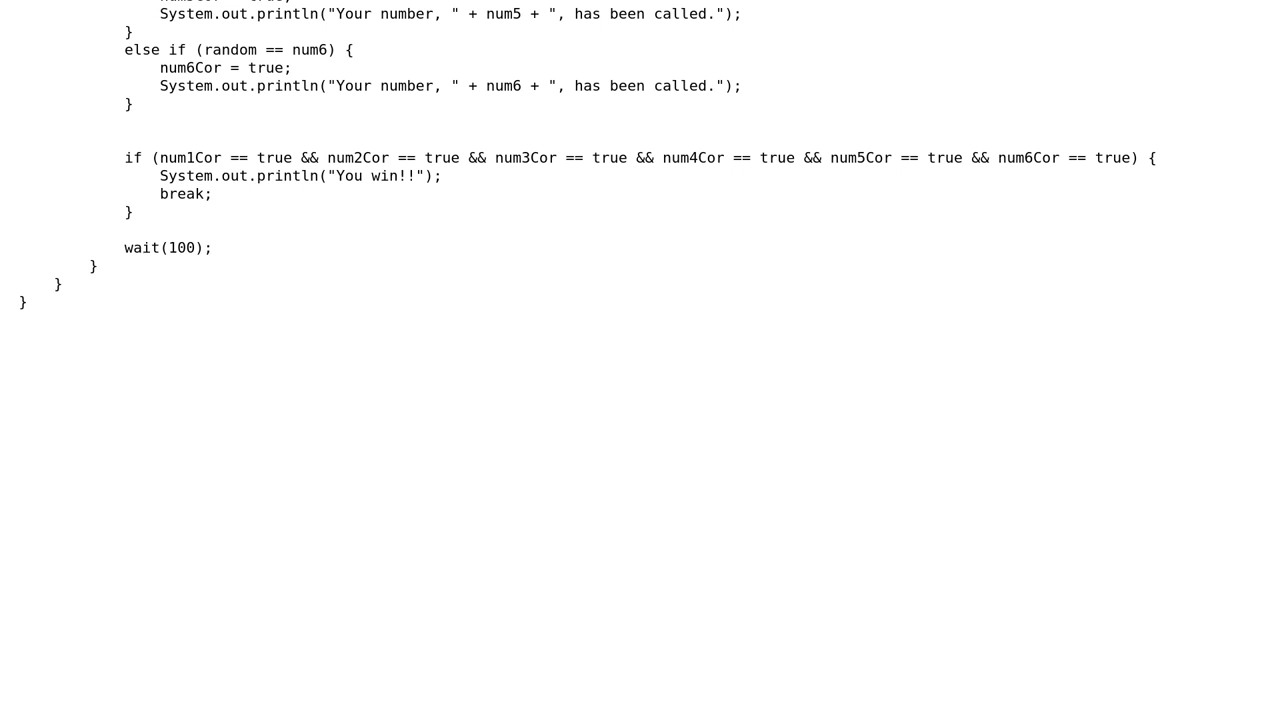 System.out.println("Your number, " + num5 + ", has been called.");
}
else if (random == num6) {
num6Cor = true;
System.out.println("Your number, " + num6 + ", has been called.");
}
if (num1Cor == true && num2Cor == true && num3Cor == true && num4Cor == true && num5Cor == true && num6Cor == true) {
System.out.println("You win!!");
break;
}
wait(100);
}
}
}